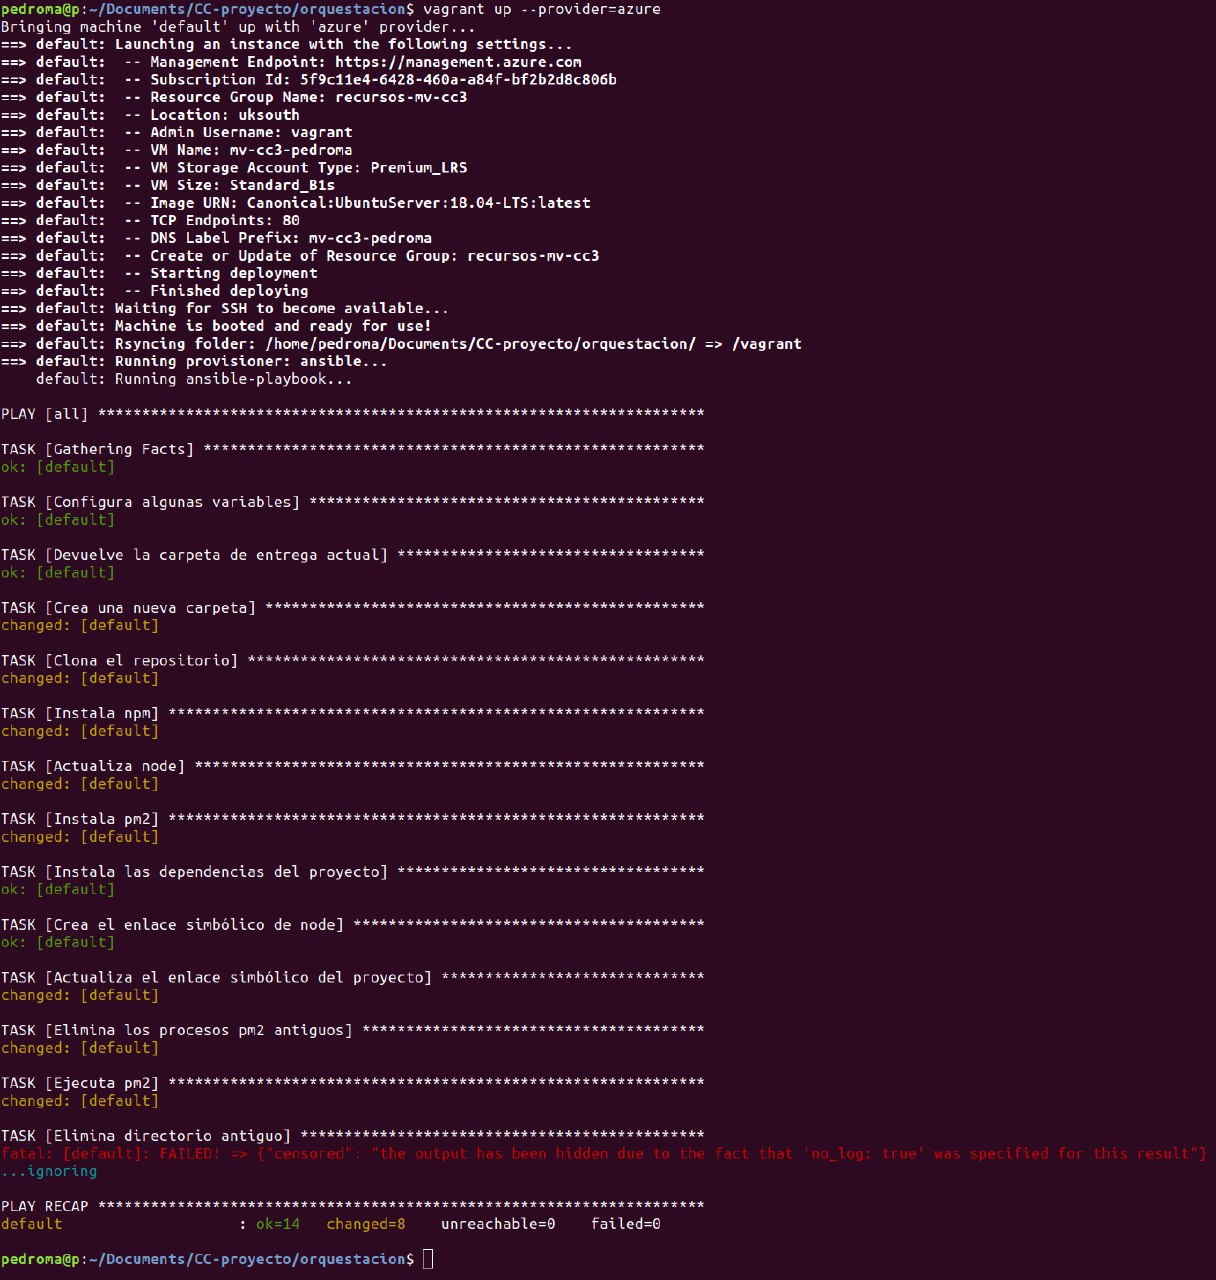 pedroma@p:~/Documents/CC-proyecto/orquestacion$ vagrant up --provider=azure
Bringing machine 'default' up with 'azure' provider...
==> default: Launching an instance with the following settings...
==> default:  -- Management Endpoint: https://management.azure.com
==> default:  -- Subscription Id: 5f9c11e4-6428-460a-a84f-bf2b2d8c806b
==> default:  -- Resource Group Name: recursos-mv-cc3
==> default:  -- Location: uksouth
==> default:  -- Admin Username: vagrant
==> default:  -- VM Name: mv-cc3-pedroma
==> default:  -- VM Storage Account Type: Premium_LRS
==> default:  -- VM Size: Standard_B1s
==> default:  -- Image URN: Canonical:UbuntuServer:18.04-LTS:latest
==> default:  -- TCP Endpoints: 80
==> default:  -- DNS Label Prefix: mv-cc3-pedroma
==> default:  -- Create or Update of Resource Group: recursos-mv-cc3
==> default:  -- Starting deployment
==> default:  -- Finished deploying
==> default: Waiting for SSH to become available...
==> default: Machine is booted and ready for use!
==> default: Rsyncing folder: /home/pedroma/Documents/CC-proyecto/orquestacion/ => /vagrant
==> default: Running provisioner: ansible...
    default: Running ansible-playbook...
PLAY [all] *********************************************************************
TASK [Gathering Facts] *********************************************************
ok: [default]
TASK [Configura algunas variables] *********************************************
ok: [default]
TASK [Devuelve la carpeta de entrega actual] ***********************************
ok: [default]
TASK [Crea una nueva carpeta] **************************************************
changed: [default]
TASK [Clona el repositorio] ****************************************************
changed: [default]
TASK [Instala npm] *************************************************************
changed: [default]
TASK [Actualiza node] **********************************************************
changed: [default]
TASK [Instala pm2] *************************************************************
changed: [default]
TASK [Instala las dependencias del proyecto] ***********************************
ok: [default]
TASK [Crea el enlace simbólico de node] ****************************************
ok: [default]
TASK [Actualiza el enlace simbólico del proyecto] ******************************
changed: [default]
TASK [Elimina los procesos pm2 antiguos] ***************************************
changed: [default]
TASK [Ejecuta pm2] *************************************************************
changed: [default]
TASK [Elimina directorio antiguo] **********************************************
fatal: [default]: FAILED! => {"censored": "the output has been hidden due to the fact that 'no_log: true' was specified for this result"}
...ignoring
PLAY RECAP *********************************************************************
default                    : ok=14   changed=8    unreachable=0    failed=0
pedroma@p:~/Documents/CC-proyecto/orquestacion$